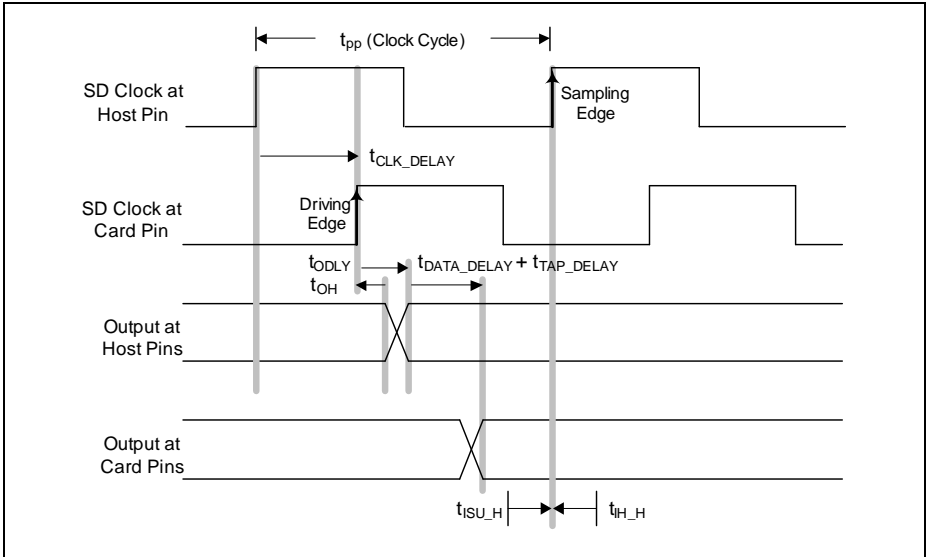 tpp (Clock Cycle)
SD Clock at
Host Pin
Sampling
Edge
tCLK_DELAY
SD Clock at
Card Pin
Driving
Edge
tODLY
tDATA_DELAY + tTAP_DELAY
tOH
Output at
Host Pins
Output at
Card Pins
tISU_H
tIH_H